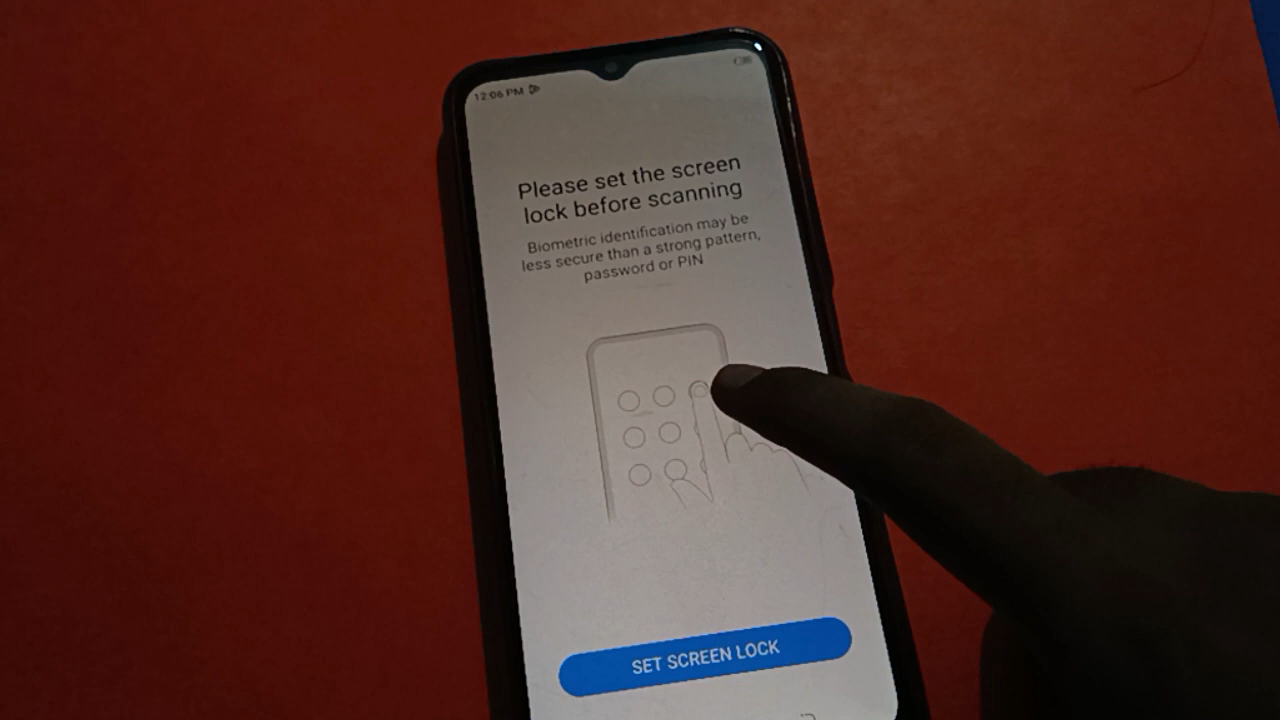 12:06 PM
Please set the screen
lock before scanning
Biometric identification may be
less secure than a strong pattern,
password or PIN
SET SCREEN LOCK